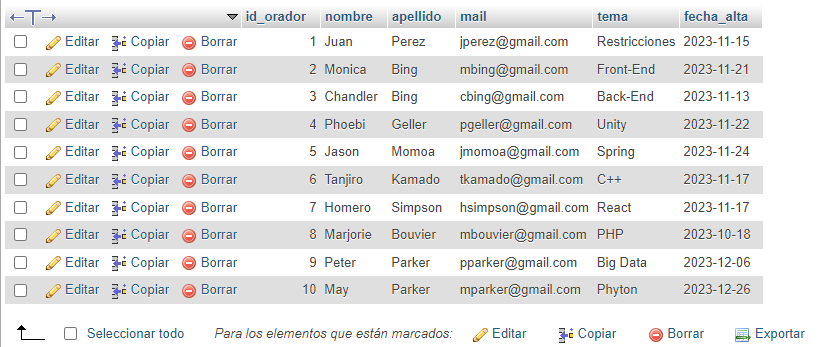 id_orador nombre apellido mail tema fecha_alta
Editar Copiar Borrar 1 Juan Perez jperez@gmail.com Restricciones 2023-11-15
Editar Copiar Borrar 2 Monica Bing mbing@gmail.com Front-End 2023-11-21
Editar Copiar Borrar 3 Chandler Bing cbing@gmail.com Back-End 2023-11-13
Editar Copiar Borrar 4 Phoebi Geller pgeller@gmail.com Unity 2023-11-22
Editar Copiar Borrar 5 Jason Momoa jmomoa@gmail.com Spring 2023-11-24
Editar Copiar Borrar 6 Tanjiro Kamado tkamado@gmail.com C++ 2023-11-17
Editar Copiar Borrar 7 Homero Simpson hsimpson@gmail.com React 2023-11-17
Editar Copiar Borrar 8 Marjorie Bouvier mbouvier@gmail.com PHP 2023-10-18
Editar Copiar Borrar 9 Peter Parker pparker@gmail.com Big Data 2023-12-06
Editar Copiar Borrar 10 May Parker mparker@gmail.com Phyton 2023-12-26
Seleccionar todo Para los elementos que están marcados: Editar Copiar Borrar Exportar